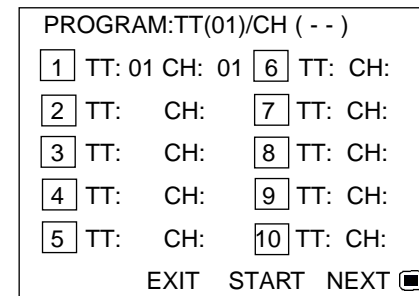 PROGRAM:TT(01)/CH ( - - )
1 TT: 01 CH: 01 6 TT: CH:
2 TT: CH: 7 TT: CH:
3 TT: CH: 8 TT: CH:
4 TT: CH: 9 TT: CH:
5 TT: CH: 10 TT: CH:
EXIT START NEXT